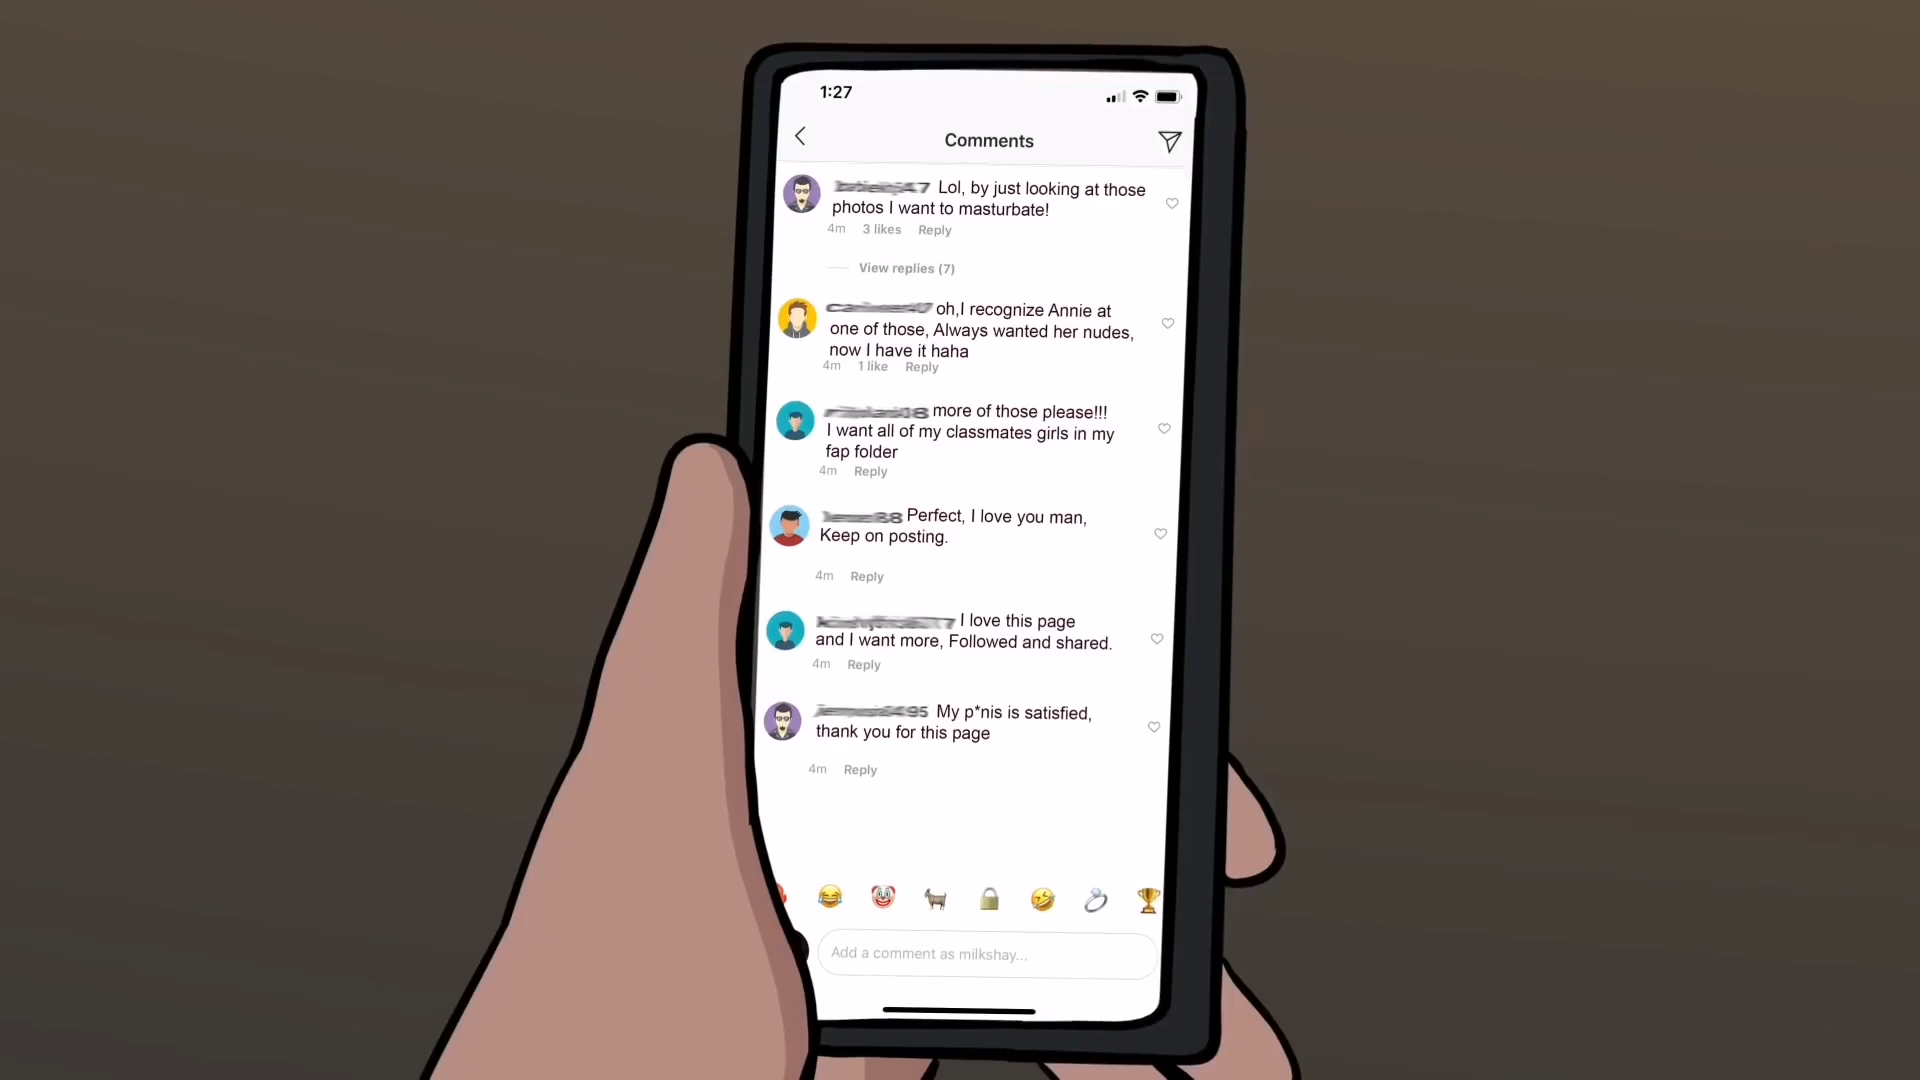 1:27
Comments
Lol, by just looking at those
photos I want to masturbate!
4m 3 likes Reply
View replies (7)
oh,I recognize Annie at
one of those, Always wanted her nudes,
now I have it haha
4m 1 like Reply
more of those please!!!
I want all of my classmates girls in my
fap folder
4m Reply
Perfect, I love you man,
Keep on posting.
4m Reply
I love this page
and I want more, Followed and shared.
4m Reply
My p*nis is satisfied,
thank you for this page
4m Reply
Add a comment as milkshay...